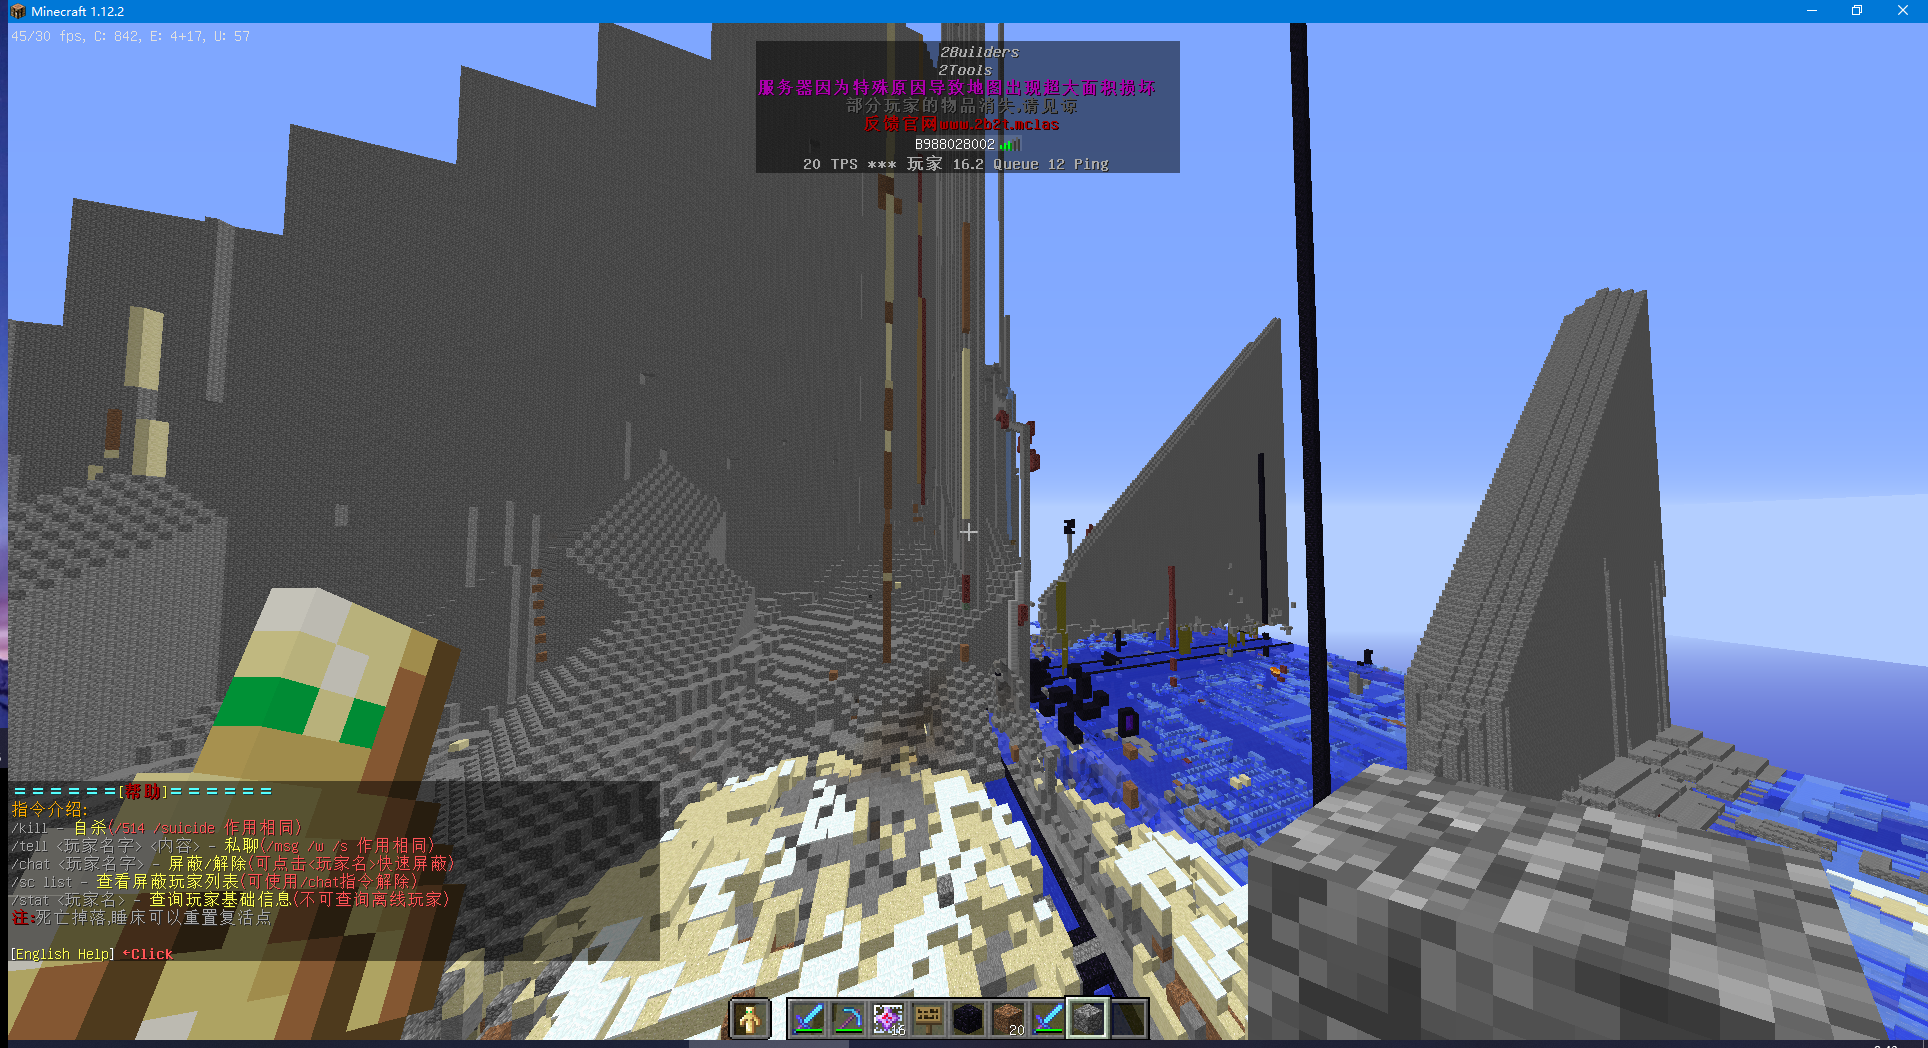 Minecraft 1.12.2
45/30 fps, C: 842, E: 4+17, U: 57
2Builders
2Tools
服务器因为特殊原因导致地图出现超大面积损坏
部分玩家的物品消失,请见谅
反馈官网www.2b2t.mclas
B988028002
20 TPS *** 玩家 16.2 Queue 12 Ping
======[帮助]======
指令介绍:
/kill - 自杀(/514 /suicide 作用相同)
/tell <玩家名字> <内容> - 私聊(/msg /w /s 作用相同)
/chat <玩家名字> - 屏蔽/解除(可点击<玩家名>快速屏蔽)
/sc list - 查看屏蔽玩家列表(可使用/chat指令解除)
/stat <玩家名> - 查询玩家基础信息(不可查询离线玩家)
注:死亡掉落,睡床可以重置复活点
[English Help] ←Click
16
20